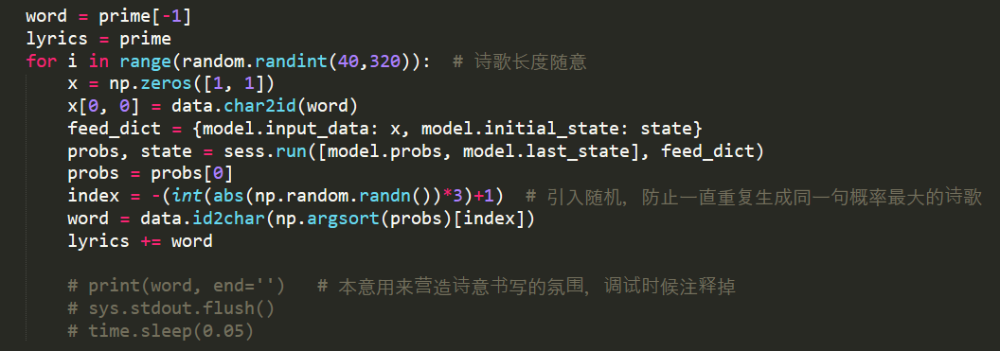 word = prime[-1]
lyrics = prime
for i in range(random.randint(40,320)):  # 诗歌长度随意
    x = np.zeros([1, 1])
    x[0, 0] = data.char2id(word)
    feed_dict = {model.input_data: x, model.initial_state: state}
    probs, state = sess.run([model.probs, model.last_state], feed_dict)
    probs = probs[0]
    index = -(int(abs(np.random.randn())*3)+1)  # 引入随机，防止一直重复生成同一句概率最大的诗歌
    word = data.id2char(np.argsort(probs)[index])
    lyrics += word
    # print(word, end='')   # 本意用来营造诗意书写的氛围，调试时候注释掉
    # sys.stdout.flush()
    # time.sleep(0.05)